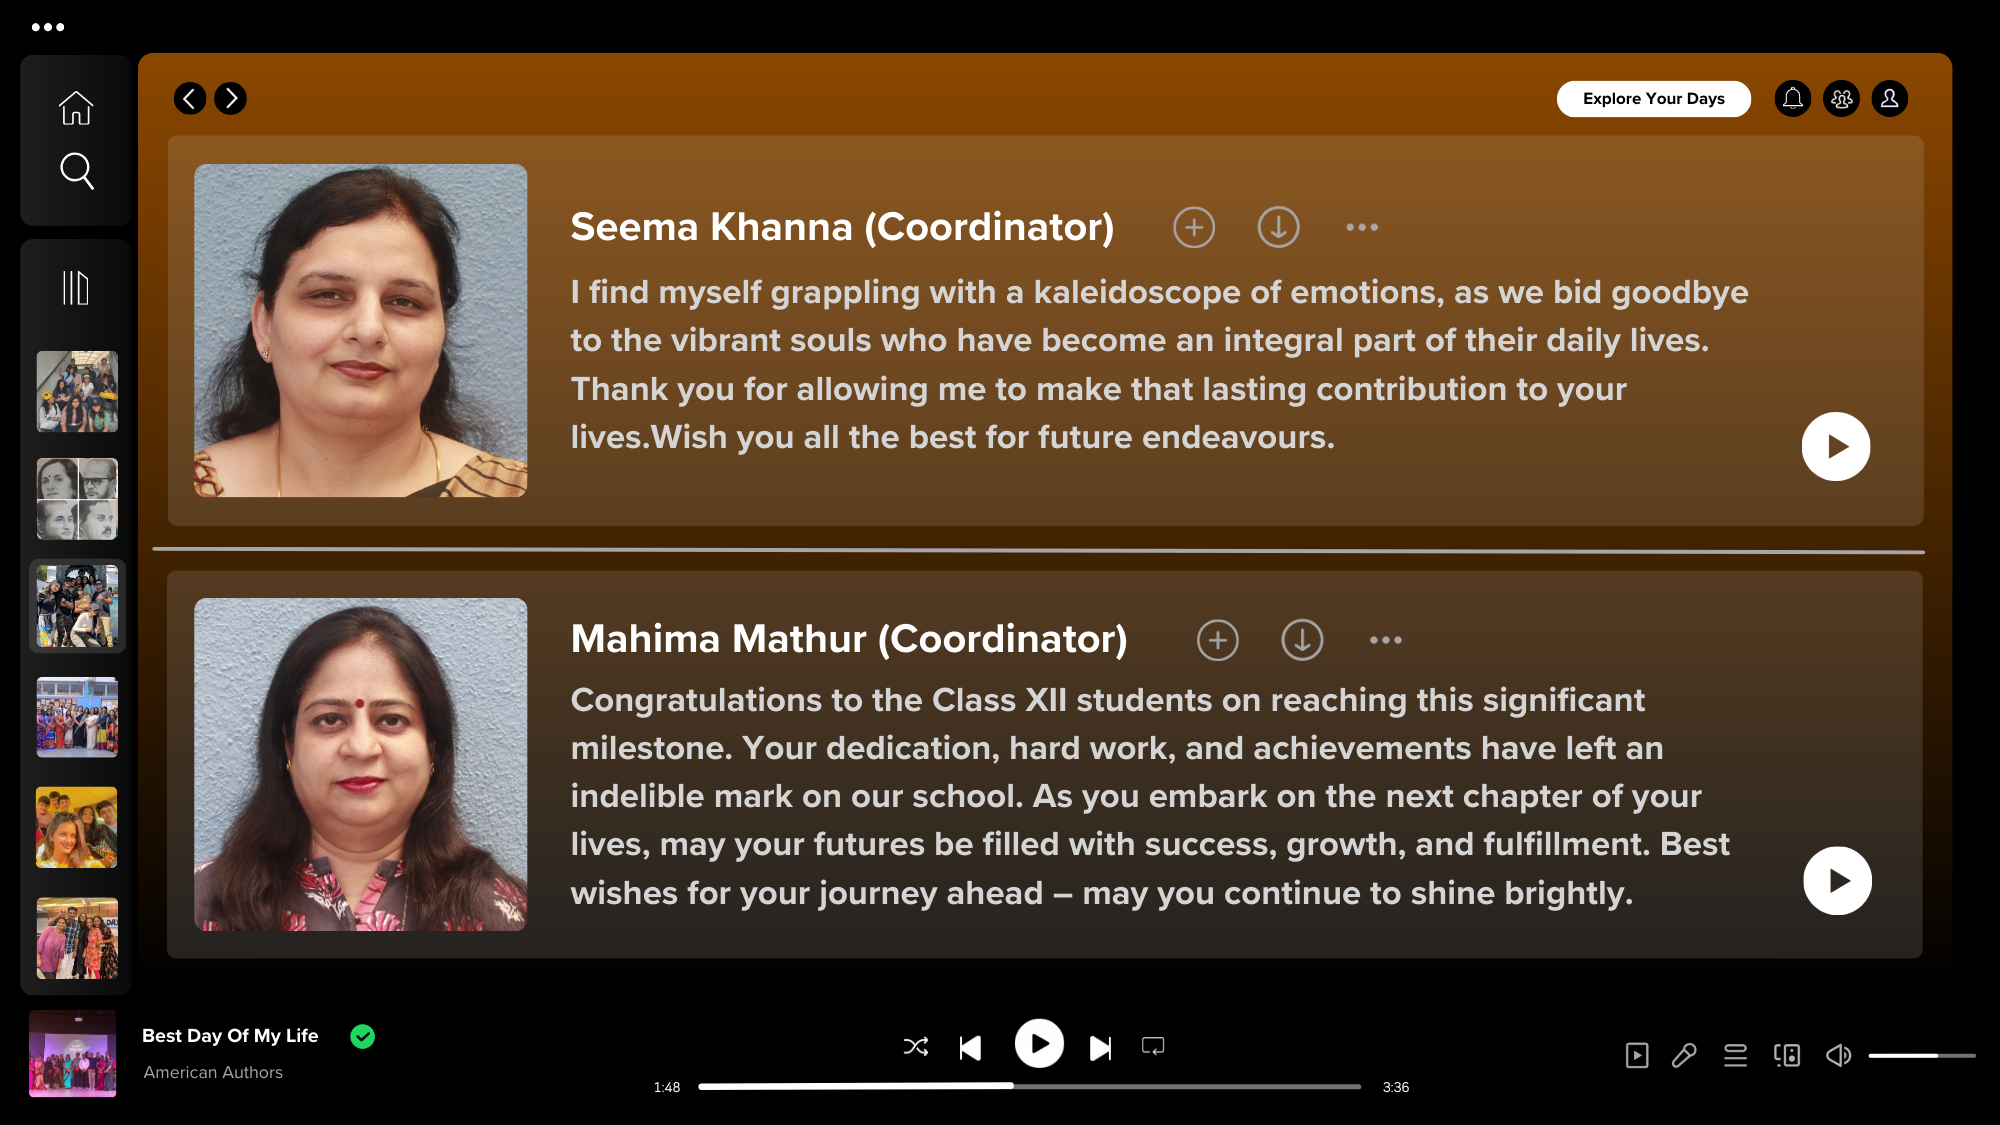 Explore Your Days
Seema Khanna (Coordinator)
I find myself grappling with a kaleidoscope of emotions, as we bid goodbye
to the vibrant souls who have become an integral part of their daily lives.
Thank you for allowing me to make that lasting contribution to your
lives.Wish you all the best for future endeavours.
Mahima Mathur (Coordinator)
Congratulations to the Class XII students on reaching this significant
milestone. Your dedication, hard work, and achievements have left an
indelible mark on our school. As you embark on the next chapter of your
lives, may your futures be filled with success, growth, and fulfillment. Best
wishes for your journey ahead – may you continue to shine brightly.
Best Day Of My Life
American Authors
1:48
3:36